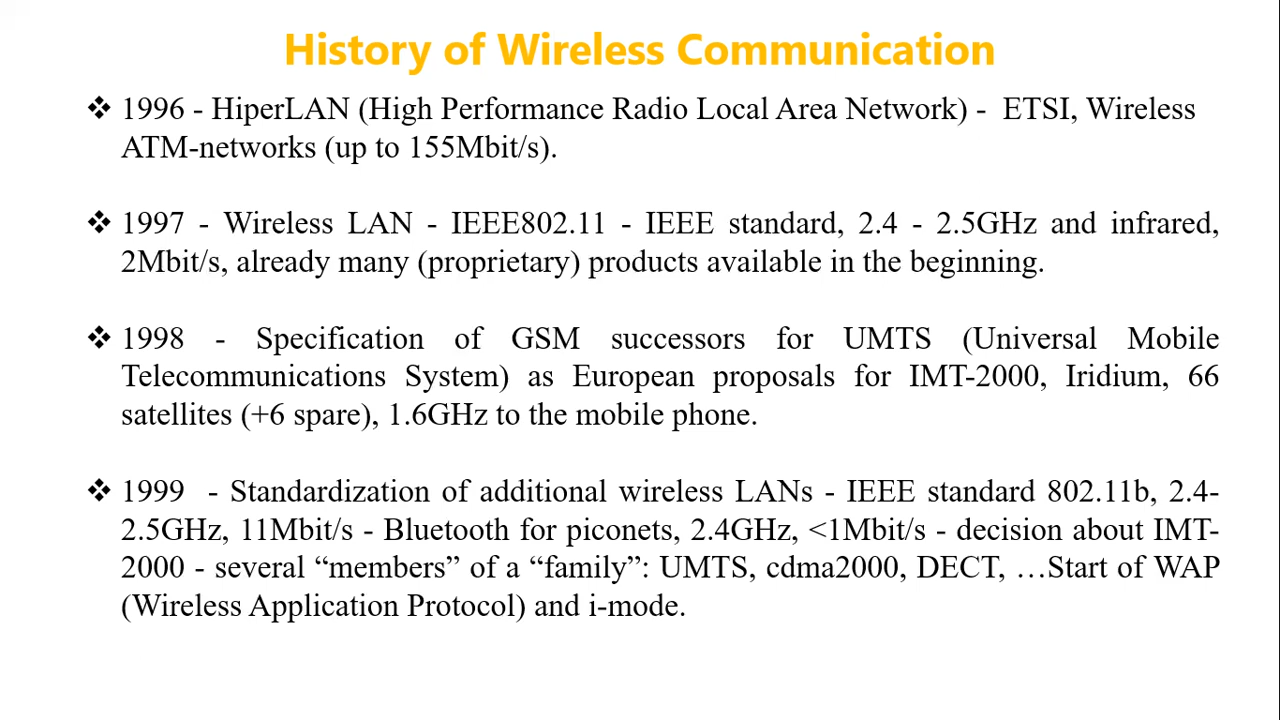 History of Wireless Communication
❖ 1996 - HiperLAN (High Performance Radio Local Area Network) - ETSI, Wireless
ATM-networks (up to 155Mbit/s).
❖ 1997 - Wireless LAN - IEEE802.11 - IEEE standard, 2.4 - 2.5GHz and infrared,
2Mbit/s, already many (proprietary) products available in the beginning.
❖ 1998 - Specification of GSM successors for UMTS (Universal Mobile
Telecommunications System) as European proposals for IMT-2000, Iridium, 66
satellites (+6 spare), 1.6GHz to the mobile phone.
❖ 1999 - Standardization of additional wireless LANs - IEEE standard 802.11b, 2.4-
2.5GHz, 11Mbit/s - Bluetooth for piconets, 2.4GHz, <1Mbit/s - decision about IMT-
2000 - several “members” of a “family”: UMTS, cdma2000, DECT, …Start of WAP
(Wireless Application Protocol) and i-mode.